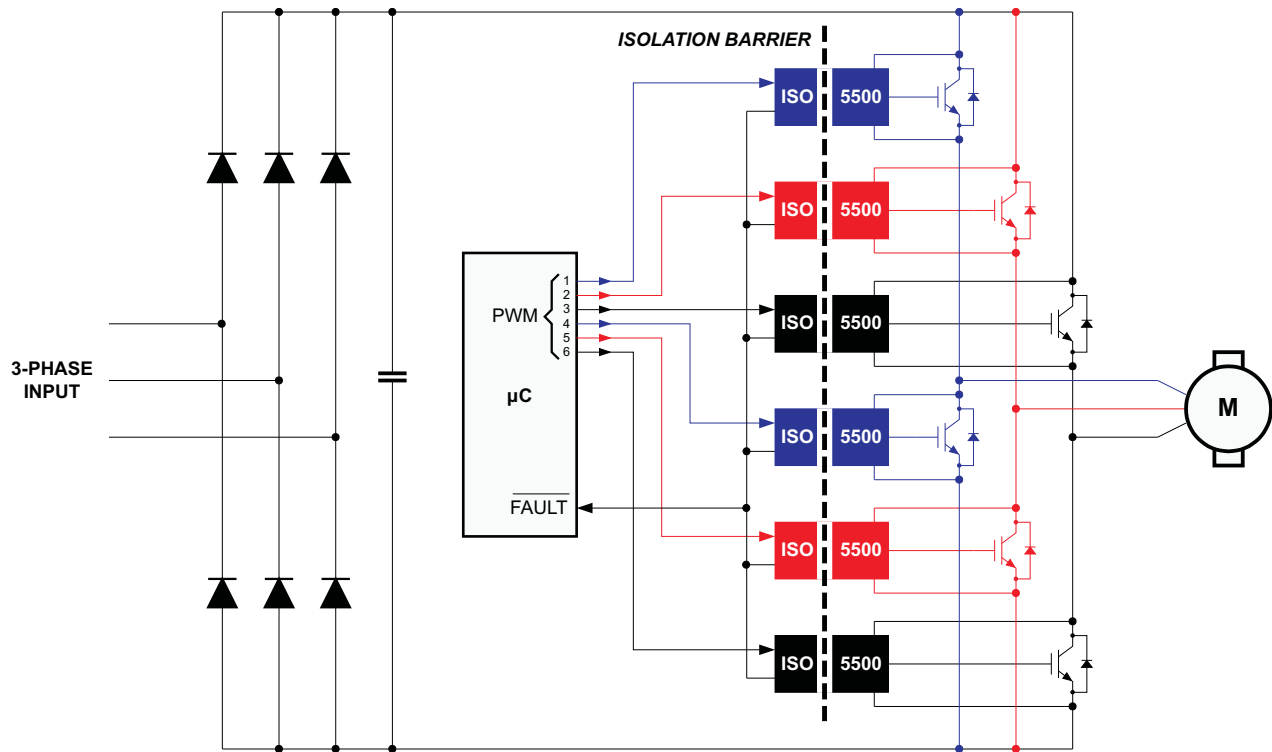 ISOLATION BARRIER
ISO 5500
ISO 5500
PWM
1
2
3
4
5
6
ISO 5500
3-PHASE
INPUT
µC
M
ISO 5500
FAULT
ISO 5500
ISO 5500